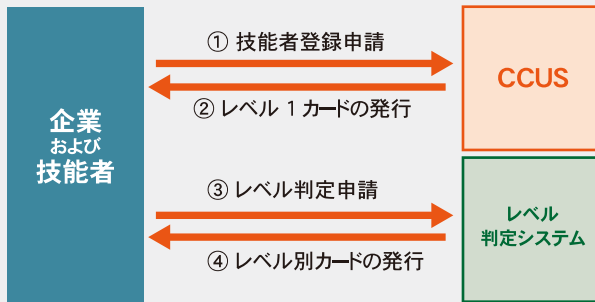 企業
および
技能者
① 技能者登録申請
② レベル 1 カードの発行
CCUS
③ レベル判定申請
④ レベル別カードの発行
レベル
判定システム